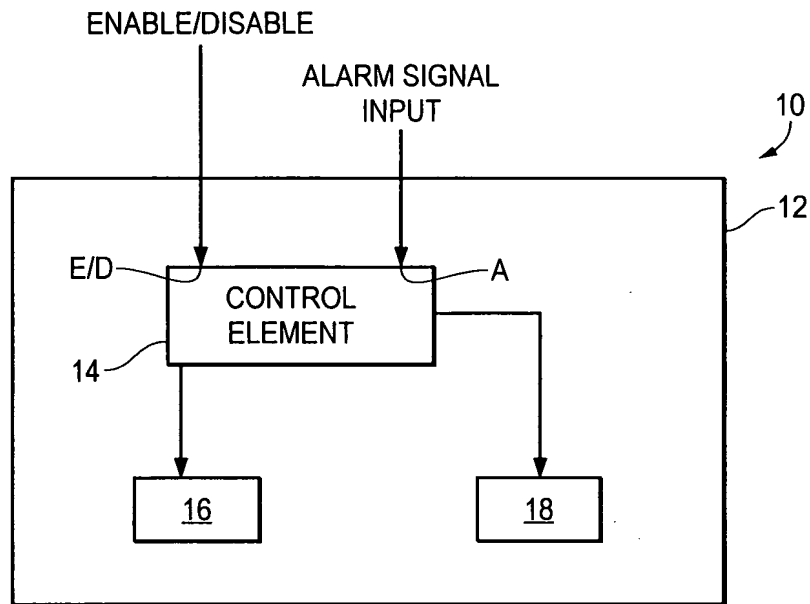 ENABLE/DISABLE
ALARM SIGNAL
INPUT
10
12
E/D
A
CONTROL
ELEMENT
14
16
18